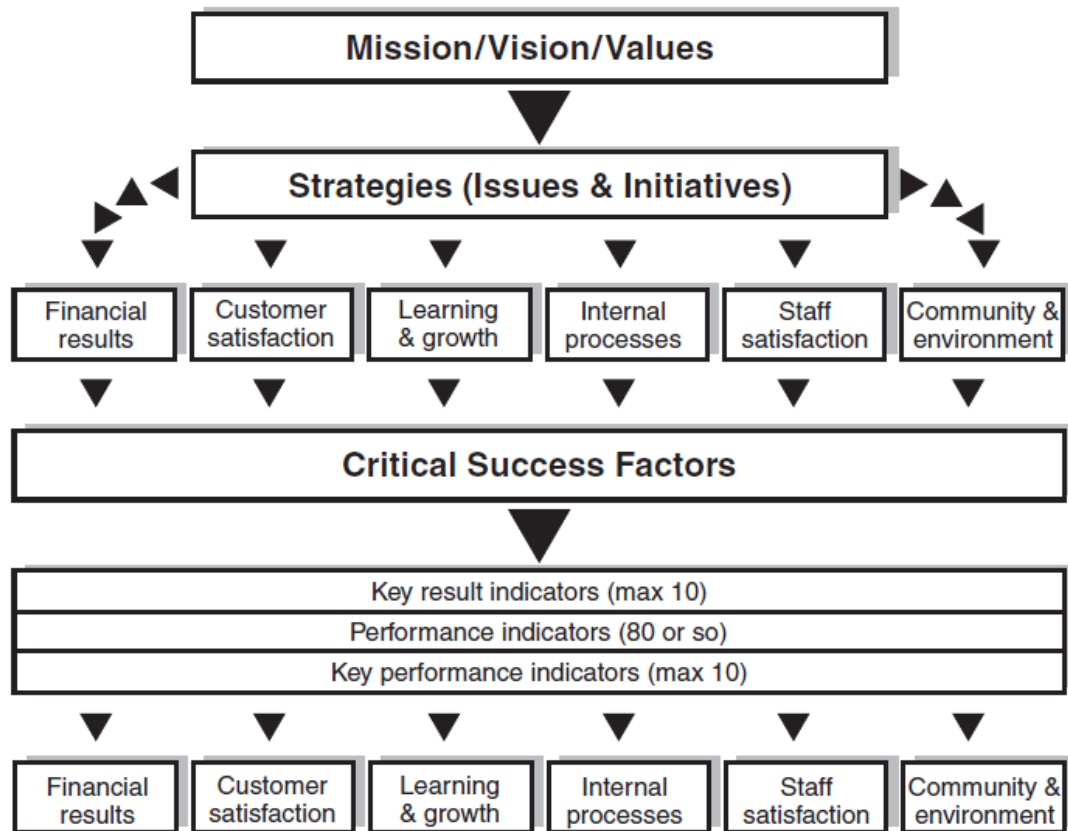 Mission/Vision/Values
Strategies (Issues & Initiatives)
Financial
results
Customer
satisfaction
Learning
& growth
Internal
processes
Staff
satisfaction
Community &
environment
Critical Success Factors
Key result indicators (max 10)
Performance indicators (80 or so)
Key performance indicators (max 10)
Financial
results
Customer
satisfaction
Learning
& growth
Internal
processes
Staff
satisfaction
Community &
environment